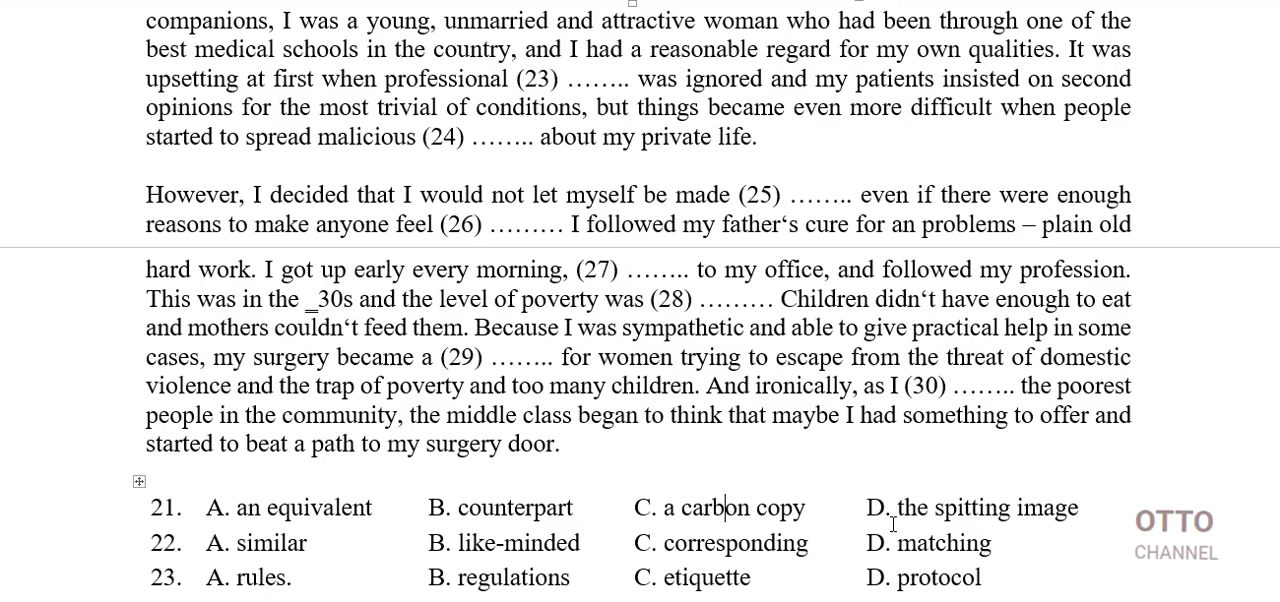 companions, I was a young, unmarried and attractive woman who had been through one of the
best medical schools in the country, and I had a reasonable regard for my own qualities. It was
upsetting at first when professional (23) …….. was ignored and my patients insisted on second
opinions for the most trivial of conditions, but things became even more difficult when people
started to spread malicious (24) …….. about my private life.
However, I decided that I would not let myself be made (25) …….. even if there were enough
reasons to make anyone feel (26) ……… I followed my father‘s cure for an problems – plain old
hard work. I got up early every morning, (27) …….. to my office, and followed my profession.
This was in the _30s and the level of poverty was (28) ……… Children didn‘t have enough to eat
and mothers couldn‘t feed them. Because I was sympathetic and able to give practical help in some
cases, my surgery became a (29) …….. for women trying to escape from the threat of domestic
violence and the trap of poverty and too many children. And ironically, as I (30) …….. the poorest
people in the community, the middle class began to think that maybe I had something to offer and
started to beat a path to my surgery door.
21. A. an equivalent B. counterpart C. a carbon copy D. the spitting image
22. A. similar B. like-minded C. corresponding D. matching
23. A. rules. B. regulations C. etiquette D. protocol
OTTO
CHANNEL